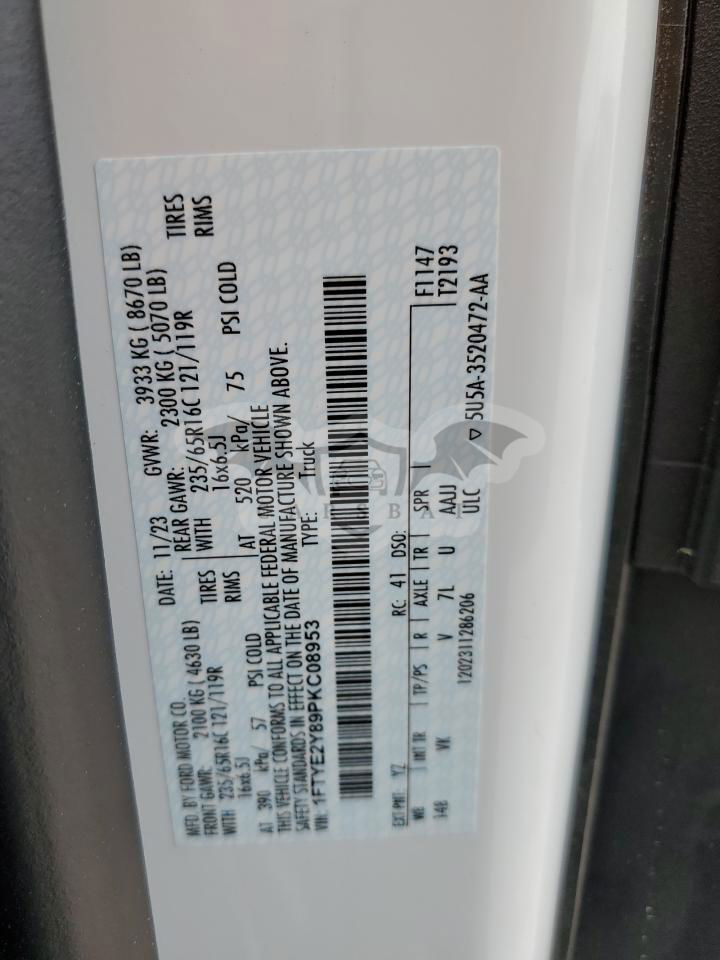 MFD. BY FORD MOTOR CO. DATE: 11/23 GVWR: 3933 KG ( 8670 LB)
FRONT GAWR: 2100 KG ( 4630 LB) REAR GAWR: 2300 KG ( 5070 LB)
WITH 235/65R16C 121/119R TIRES WITH 235/65R16C 121/119R TIRES
16x6.5J RIMS 16x6.5J RIMS
AT 390 kPa/ 57 PSI COLD AT 520 kPa/ 75 PSI COLD
THIS VEHICLE CONFORMS TO ALL APPLICABLE FEDERAL MOTOR VEHICLE
SAFETY STANDARDS IN EFFECT ON THE DATE OF MANUFACTURE SHOWN ABOVE.
VIN: 1FTYE2Y89PKC08953 TYPE: Truck
EXT PNT: YZ RC: 41 DSO: F1147
WB INT TR TP/PS R AXLE TR SPR T2193
148 VK V 7L U AAJJ
1202311286206 ULC 5U5A-3520472-AA